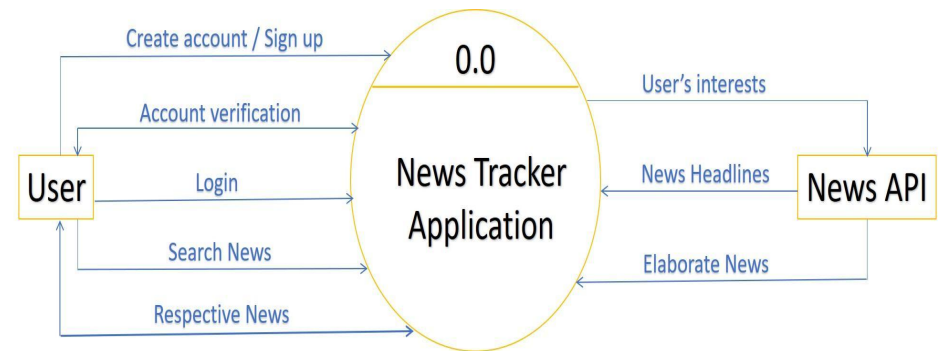 Create account / Sign up
0.0
User's interests
Account verification
News Tracker
Application
User
Login
News Headlines
News API
Search News
Elaborate News
Respective News